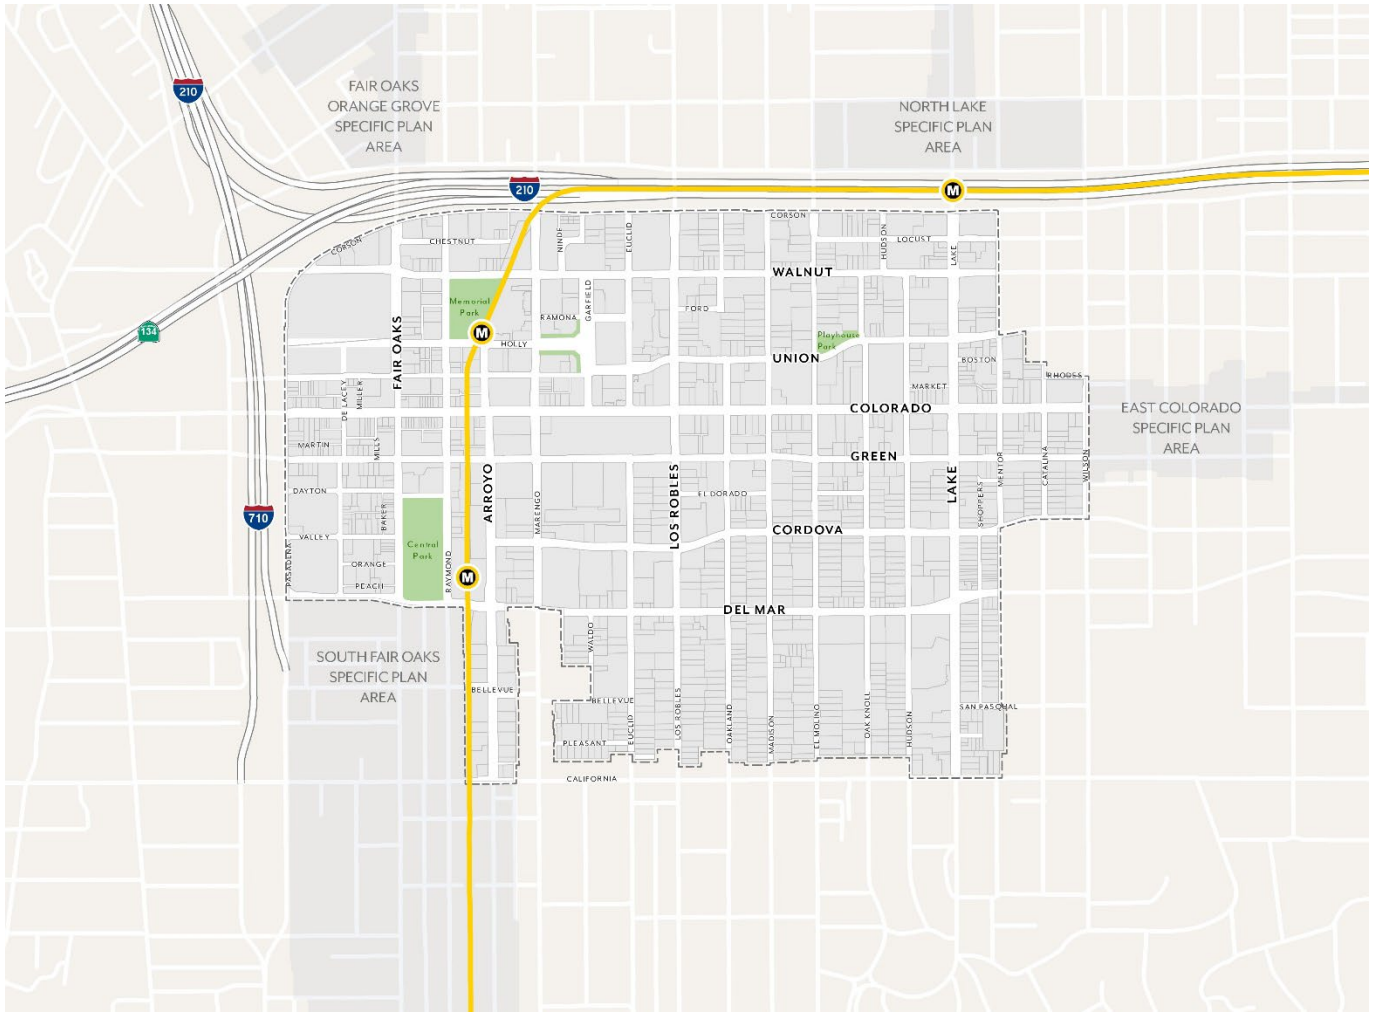 210
FAIR OAKS
ORANGE GROVE
SPECIFIC PLAN
AREA
NORTH LAKE
SPECIFIC PLAN
AREA
210
M
CORSON
CORSON
CHESTNUT
NINDE
EUCLID
HUDSON
LOCUST
LAKE
WALNUT
Memorial
Park
GARFIELD
RAMONA
FORD
134
M
HOLLY
FAIR OAKS
Playhouse
Park
UNION
BOSTON
RHODES
DE LACEY
MILLER
MARKET
COLORADO
EAST COLORADO
SPECIFIC PLAN
AREA
MARTIN
MILLS
GREEN
MENTOR
CATALINA
WILSON
DAYTON
ARROYO
LOS ROBLES
EL DORADO
LAKE
SHOPPERS
710
BAKER
MARENGO
VALLEY
Central
Park
CORDOVA
PASADENA
ORANGE
PEACH
RAYMOND
M
DEL MAR
WALDO
SOUTH FAIR OAKS
SPECIFIC PLAN
AREA
BELLEVUE
BELLEVUE
EUCLID
LOS ROBLES
OAKLAND
MADISON
EL MOLINO
OAK KNOLL
HUDSON
SAN PASQUAL
PLEASANT
CALIFORNIA